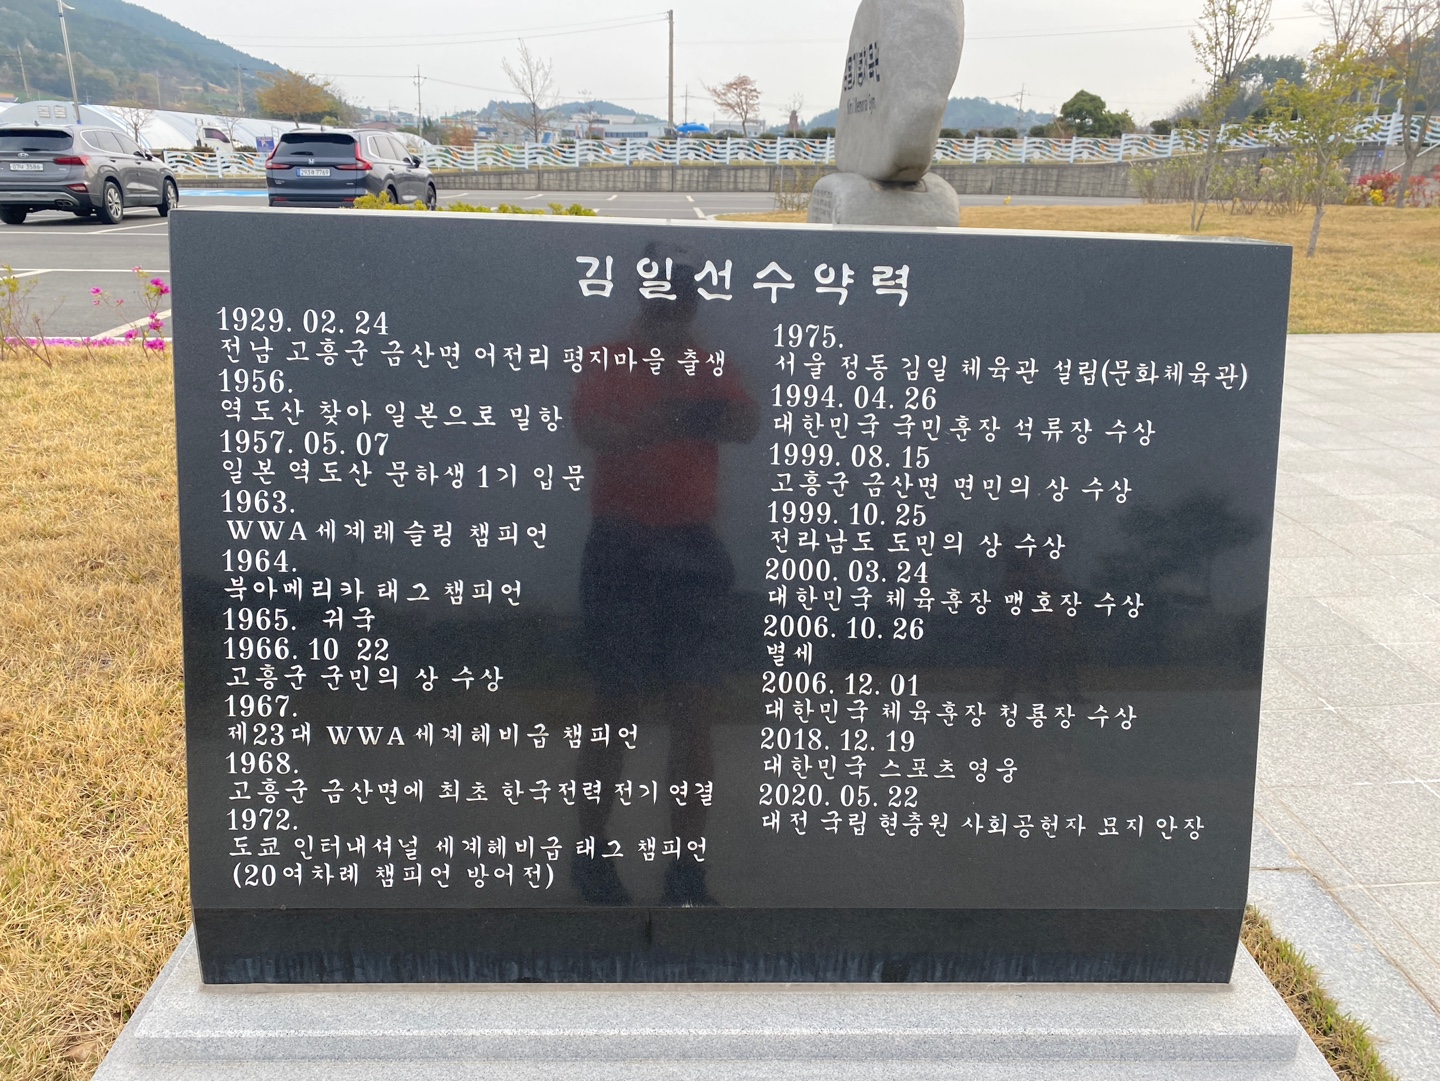 김일선수약력
1929. 02. 24
전남 고흥군 금산면 어전리 평지마을 출생
1956.
역도산 찾아 일본으로 밀항
1957. 05. 07
일본 역도산 문하생 1기 입문
1963.
WWA세계레슬링 챔피언
1964.
북아메리카 태그 챔피언
1965. 귀국
1966. 10 22
고흥군 군민의 상 수상
1967.
제23대 WWA세계헤비급 챔피언
1968.
고흥군 금산면에 최초 한국전력 전기 연결
1972.
도쿄 인터내셔널 세계헤비급 태그 챔피언
(20여차례 챔피언 방어전)
1975.
서울 정동 김일 체육관 설립(문화체육관)
1994. 04. 26
대한민국 국민훈장 석류장 수상
1999. 08. 15
고흥군 금산면 면민의 상 수상
1999. 10. 25
전라남도 도민의 상 수상
2000. 03. 24
대한민국 체육훈장 맹호장 수상
2006. 10. 26
별세
2006. 12. 01
대한민국 체육훈장 청룡장 수상
2018. 12. 19
대한민국 스포츠 영웅
2020. 05. 22
대전 국립 현충원 사회공헌자 묘지 안장